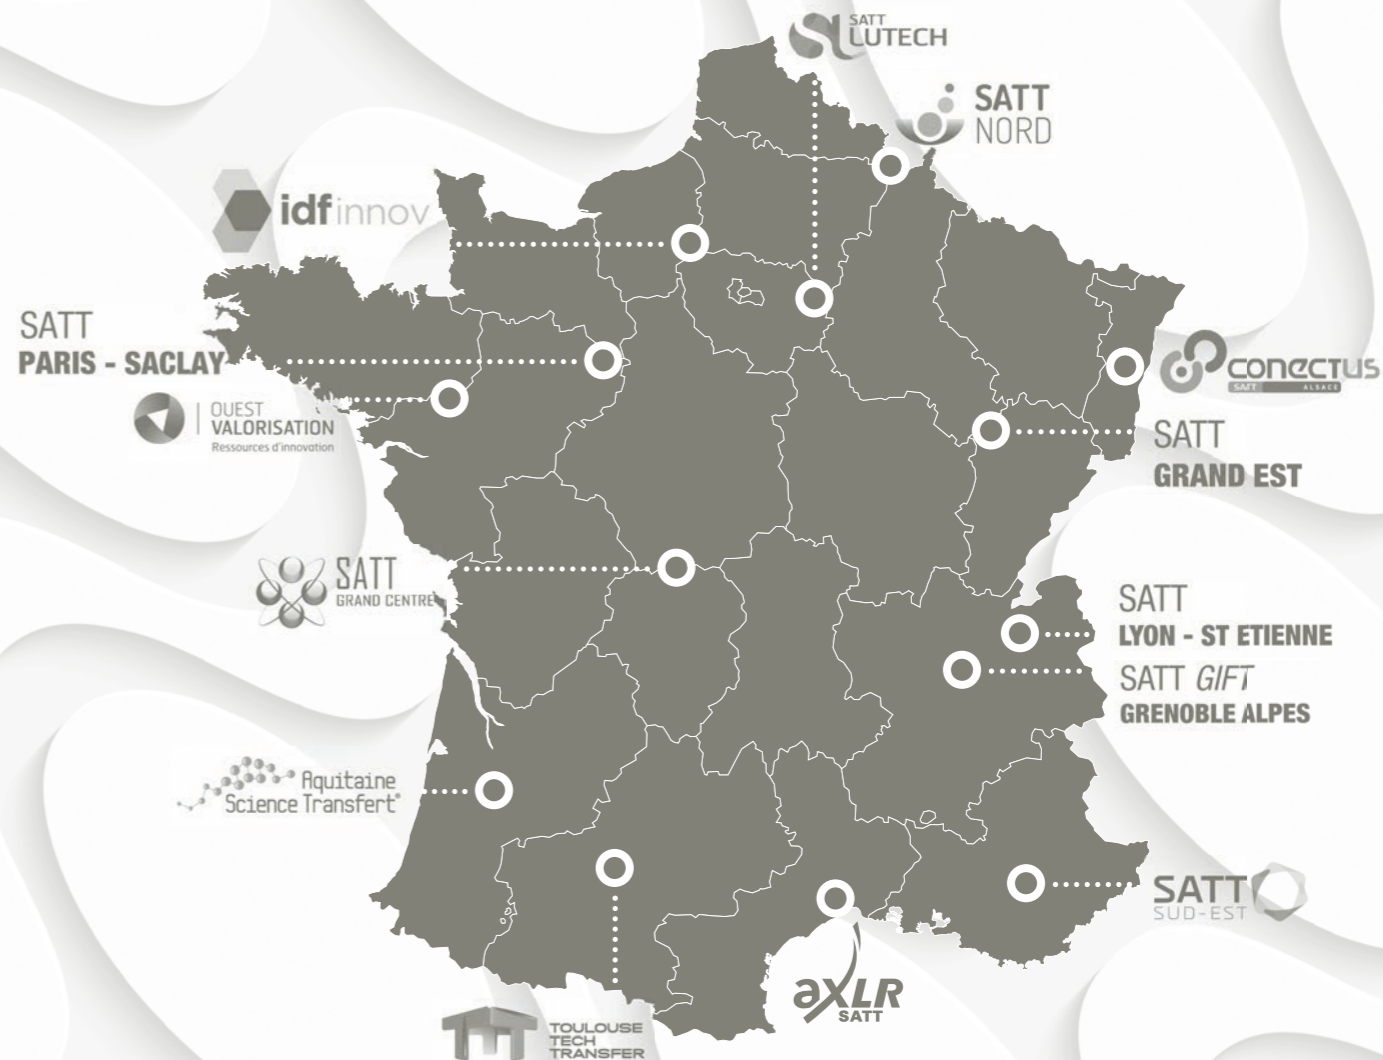 SATT
LUTECH
SATT
NORD
idfinnov
SATT
PARIS - SACLAY
OUEST
VALORISATION
Ressources d'innovation
conectus
SATT ALSACE
SATT
GRAND EST
SATT
GRAND CENTRE
SATT
LYON - ST ETIENNE
SATT GIFT
GRENOBLE ALPES
Aquitaine
Science Transfert
SATT
SUD-EST
axLR
SATT
TOULOUSE
TECH
TRANSFER